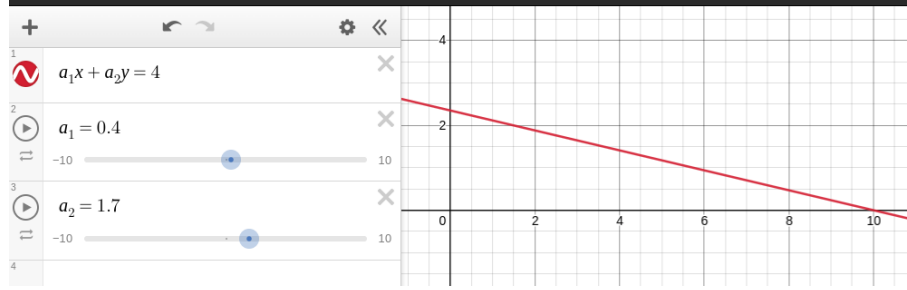 1
a₁x + a₂y = 4
2
a₁ = 0.4
−10 10
3
a₂ = 1.7
−10 10
4
4
2
0 2 4 6 8 10